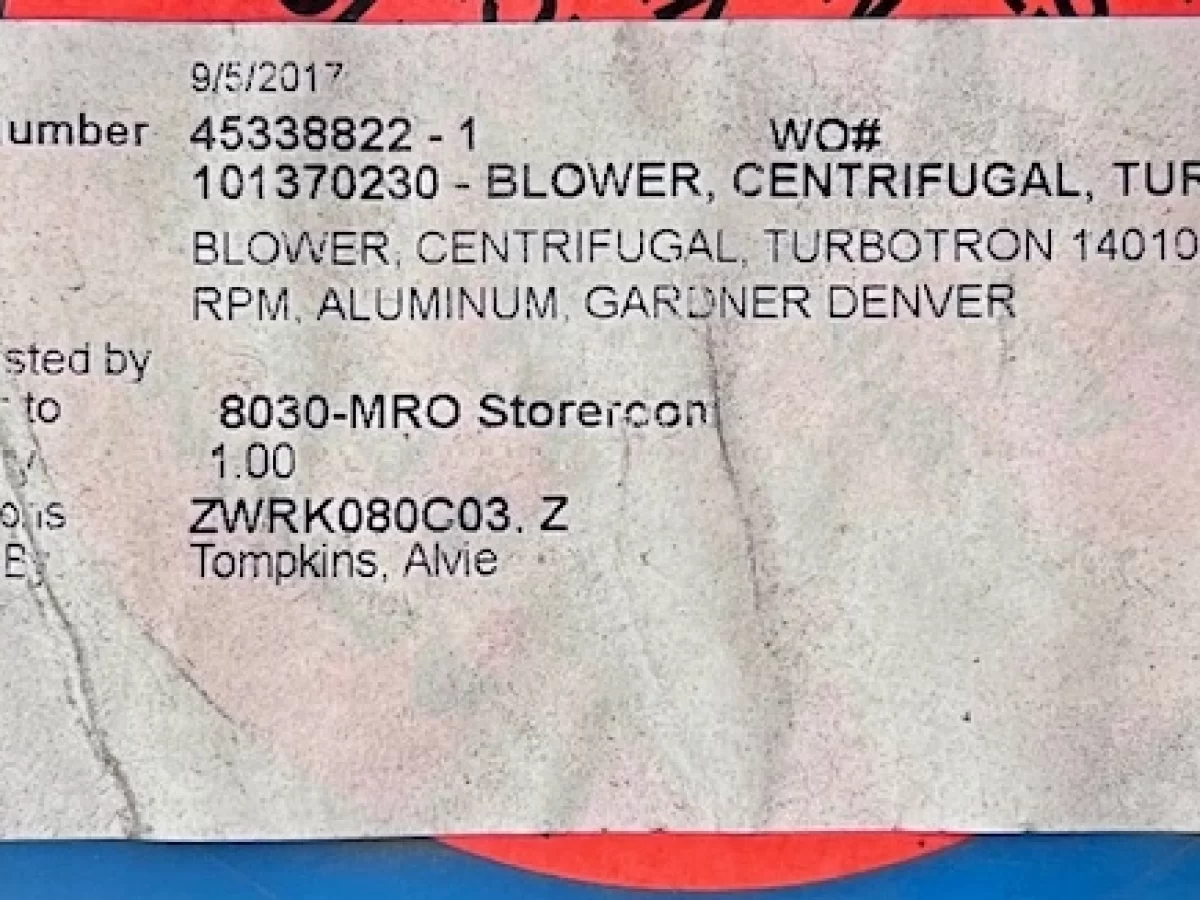 9/5/2017
umber 45338822 - 1 WO#
101370230 - BLOWER, CENTRIFUGAL, TUR
BLOWER, CENTRIFUGAL, TURBOTRON 14010
RPM, ALUMINUM, GARDNER DENVER
sted by
to 8030-MRO
1.00
ZWRK080C03, Z
By Tompkins, Alvie